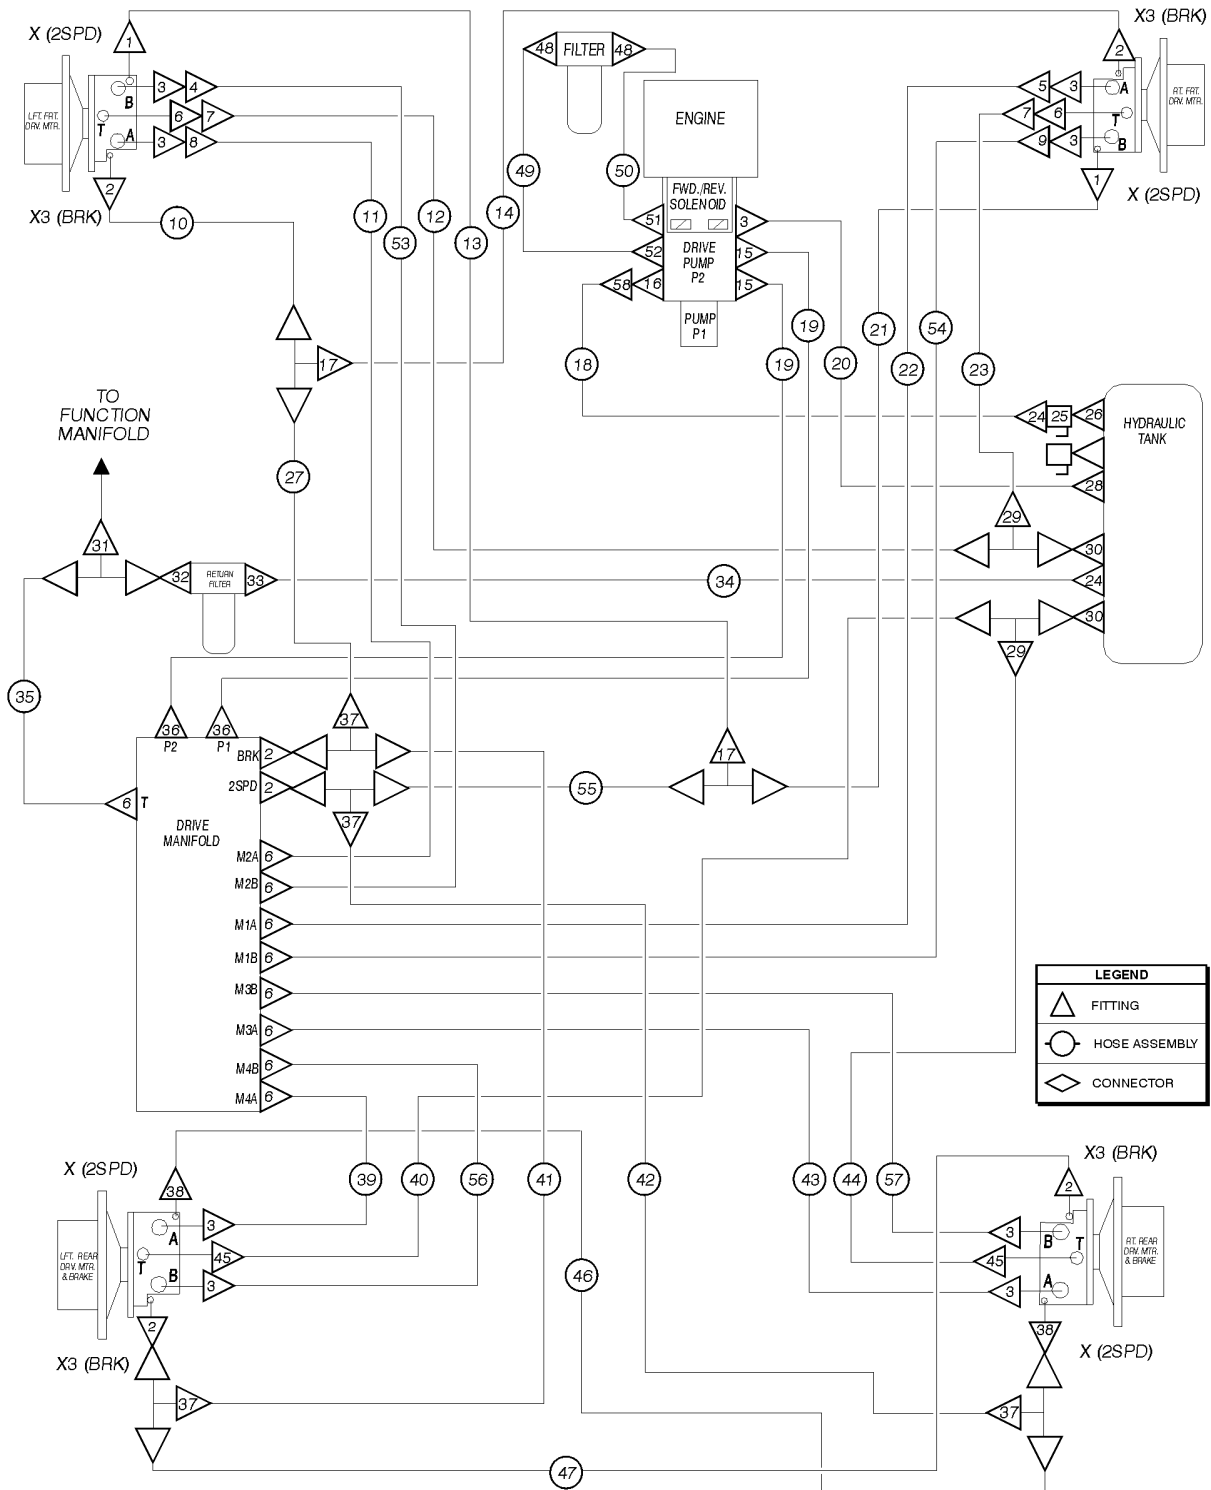 X3 (BRK)
X (2SPD)
1
48 FILTER 48
2
LFT. FRT.
DRV. MTR.
3 4
B
6 7
T
A
3 8
2
X3 (BRK)
ENGINE
5 3
A
7 6
T
9 3
B
1
RT. FRT.
DRV. MTR.
X (2SPD)
10
11
53
12
13
14
49
50
FWD./REV.
SOLENOID
51
3
52
DRIVE
PUMP
P2
15
58 16
15
PUMP
P1
17
18
19
19
20
21
22
54
23
TO
FUNCTION
MANIFOLD
24 25 26
HYDRAULIC
TANK
27
28
29
31
30
32
RETURN
FILTER
33
34
24
30
29
35
36
P2
36
P1
37
BRK 2
17
2SPD 2
55
6 T
37
DRIVE
MANIFOLD
M2A 6
M2B 6
M1A 6
M1B 6
M3B 6
M3A 6
M4B 6
M4A 6
LEGEND
FITTING
HOSE ASSEMBLY
CONNECTOR
X (2SPD)
38
39
40
56
41
42
43
44
57
2
X3 (BRK)
LFT. REAR
DRV. MTR.
& BRAKE
A
3
T
45
B
3
2
X3 (BRK)
46
3
B
45
T
3
A
RT. REAR
DRV. MTR.
& BRAKE
38
X (2SPD)
37
37
47